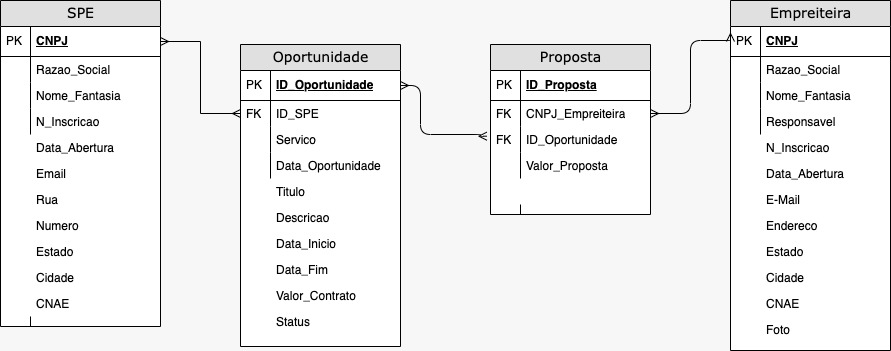 SPE
PK CNPJ
Razao_Social
Nome_Fantasia
N_Inscricao
Data_Abertura
Email
Rua
Numero
Estado
Cidade
CNAE
Oportunidade
PK ID_Oportunidade
FK ID_SPE
Servico
Data_Oportunidade
Titulo
Descricao
Data_Inicio
Data_Fim
Valor_Contrato
Status
Proposta
PK ID_Proposta
FK CNPJ_Empreiteira
FK ID_Oportunidade
Valor_Proposta
Empreiteira
PK CNPJ
Razao_Social
Nome_Fantasia
Responsavel
N_Inscricao
Data_Abertura
E-Mail
Endereco
Estado
Cidade
CNAE
Foto